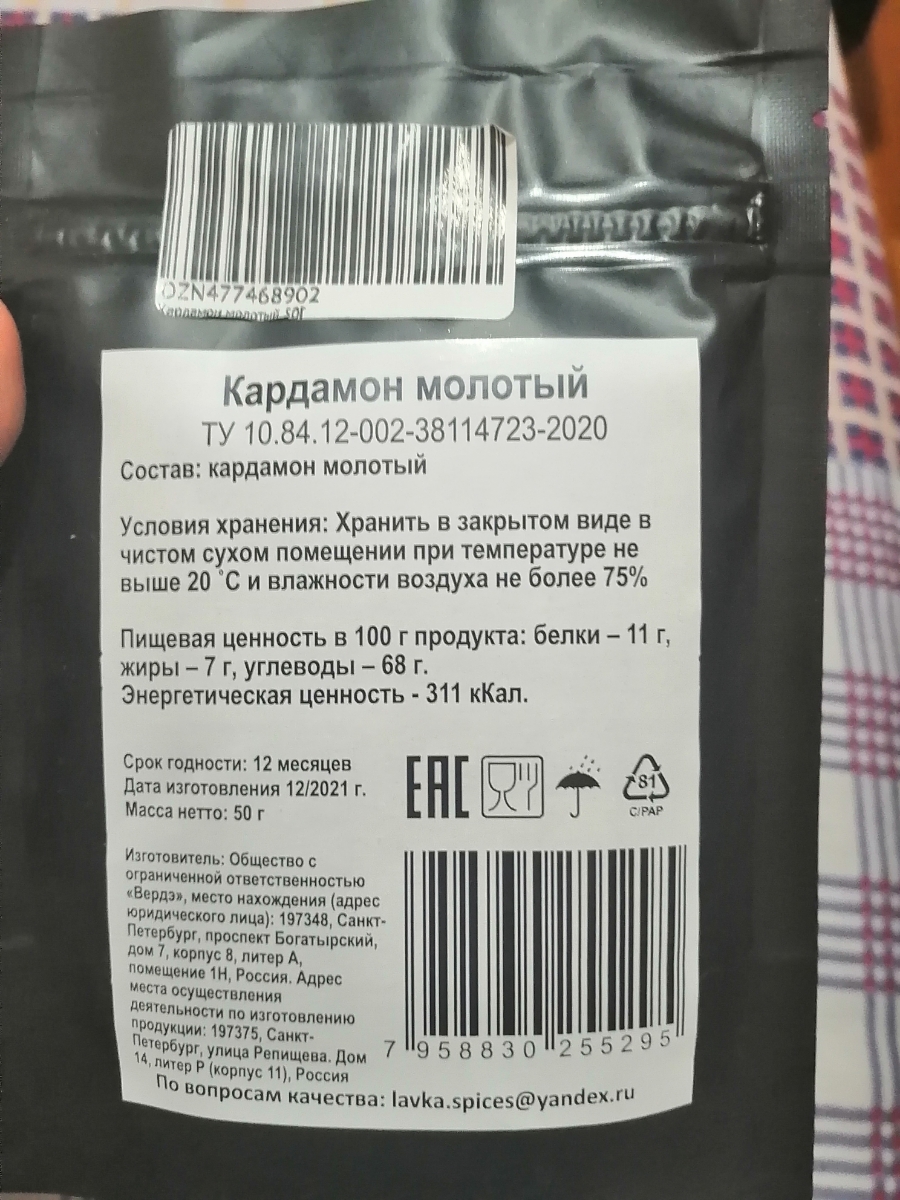 OZN477468902
Кардамон молотый 50г
Кардамон молотый
ТУ 10.84.12-002-38114723-2020
Состав: кардамон молотый
Условия хранения: Хранить в закрытом виде в
чистом сухом помещении при температуре не
выше 20 °С и влажности воздуха не более 75%
Пищевая ценность в 100 г продукта: белки – 11 г,
жиры – 7 г, углеводы – 68 г.
Энергетическая ценность - 311 кКал.
Срок годности: 12 месяцев
Дата изготовления 12/2021 г.
Масса нетто: 50 г
EAC
81
C/PAP
Изготовитель: Общество с
ограниченной ответственностью
«Вердэ», место нахождения (адрес
юридического лица): 197348, Санкт-
Петербург, проспект Богатырский,
дом 7, корпус 8, литер А,
помещение 1Н, Россия. Адрес
места осуществления
деятельности по изготовлению
продукции: 197375, Санкт-
Петербург, улица Репищева. Дом
14, литер Р (корпус 11), Россия
7 958830 255295
По вопросам качества: lavka.spices@yandex.ru